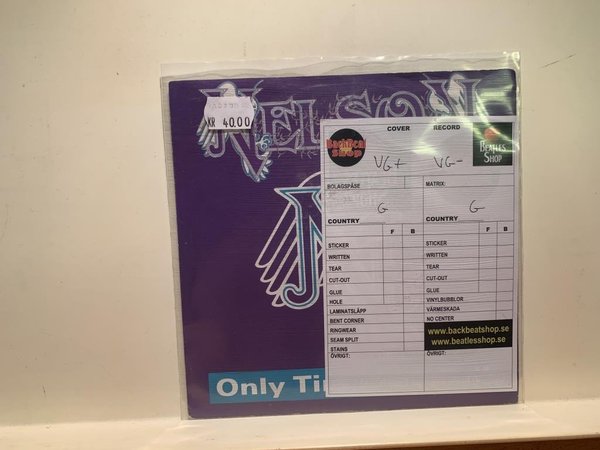 NELSON
KR 40.00
COVER
RECORD
BackBeat
Shop
VG+
VG-
BEATLES
SHOP
BOLAGSPÅSE
MATRIX:
G
G
COUNTRY
COUNTRY
F B
F B
STICKER
STICKER
WRITTEN
WRITTEN
TEAR
TEAR
CUT-OUT
CUT-OUT
GLUE
GLUE
HOLE
VINYLBUBBLOR
LAMINATSLÄPP
VÄRMESKADA
BENT CORNER
NO CENTER
RINGWEAR
SEAM SPLIT
STAINS
www.backbeatshop.se
www.beatlesshop.se
ÖVRIGT:
ÖVRIGT:
Only